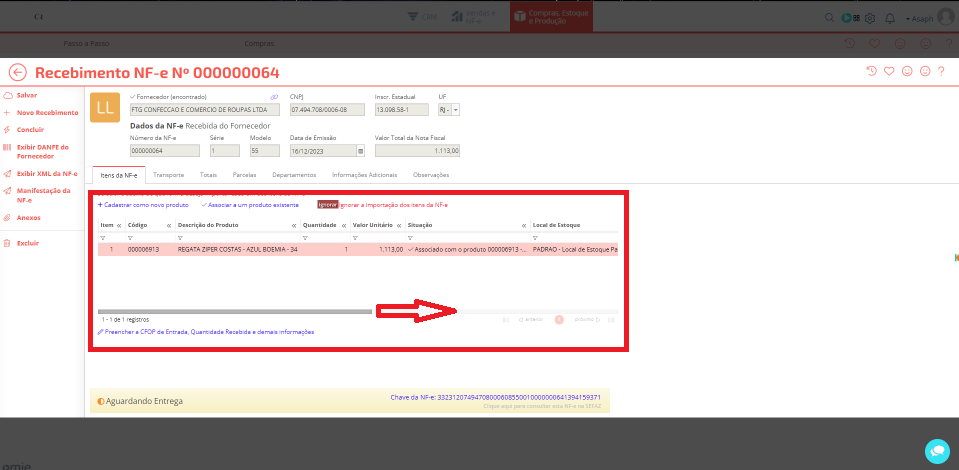 CRM
Compras, Estoque
e Produção
Asaph
Passo a Passo
Compras
Recebimento NF-e Nº 000000064
Salvar
Novo Recebimento
Concluir
Exibir DANFE do
Fornecedor
Exibir XML da NF-e
Manifestação da
NF-e
Anexos
Excluir
LL
Fornecedor (encontrado)
CNPJ
Inscr. Estadual
UF
FTG CONFECCAO E COMERCIO DE ROUPAS LTDA
07.494.708/0006-08
13.098.58-1
RJ -
Dados da NF-e Recebida do Fornecedor
Número da NF-e
Série
Modelo
Data de Emissão
Valor Total da Nota Fiscal
000000064
1
55
16/12/2023
1.113,00
Itens da NF-e
Transporte
Totais
Parcelas
Departamentos
Informações Adicionais
Observações
+ Cadastrar como novo produto
Associar a um produto existente
Ignorar
Ignorar a importação dos itens da NF-e
Item «
Código «
Descrição do Produto «
Quantidade «
Valor Unitário «
Situação «
Local de Estoque
1
000006913
REGATA ZIPER COSTAS - AZUL BOEMIA - 34
1
1.113,00
Associado com o produto 000006913 -...
PADRAO - Local de Estoque Pa
1 - 1 de 1 registros
anterior
1
próximo
Preencher a CFOP de Entrada, Quantidade Recebida e demais informações
Aguardando Entrega
Chave da NF-e: 33231207494708000608550010000000641394159371
Clique aqui para consultar esta NF-e na SEFAZ
omie